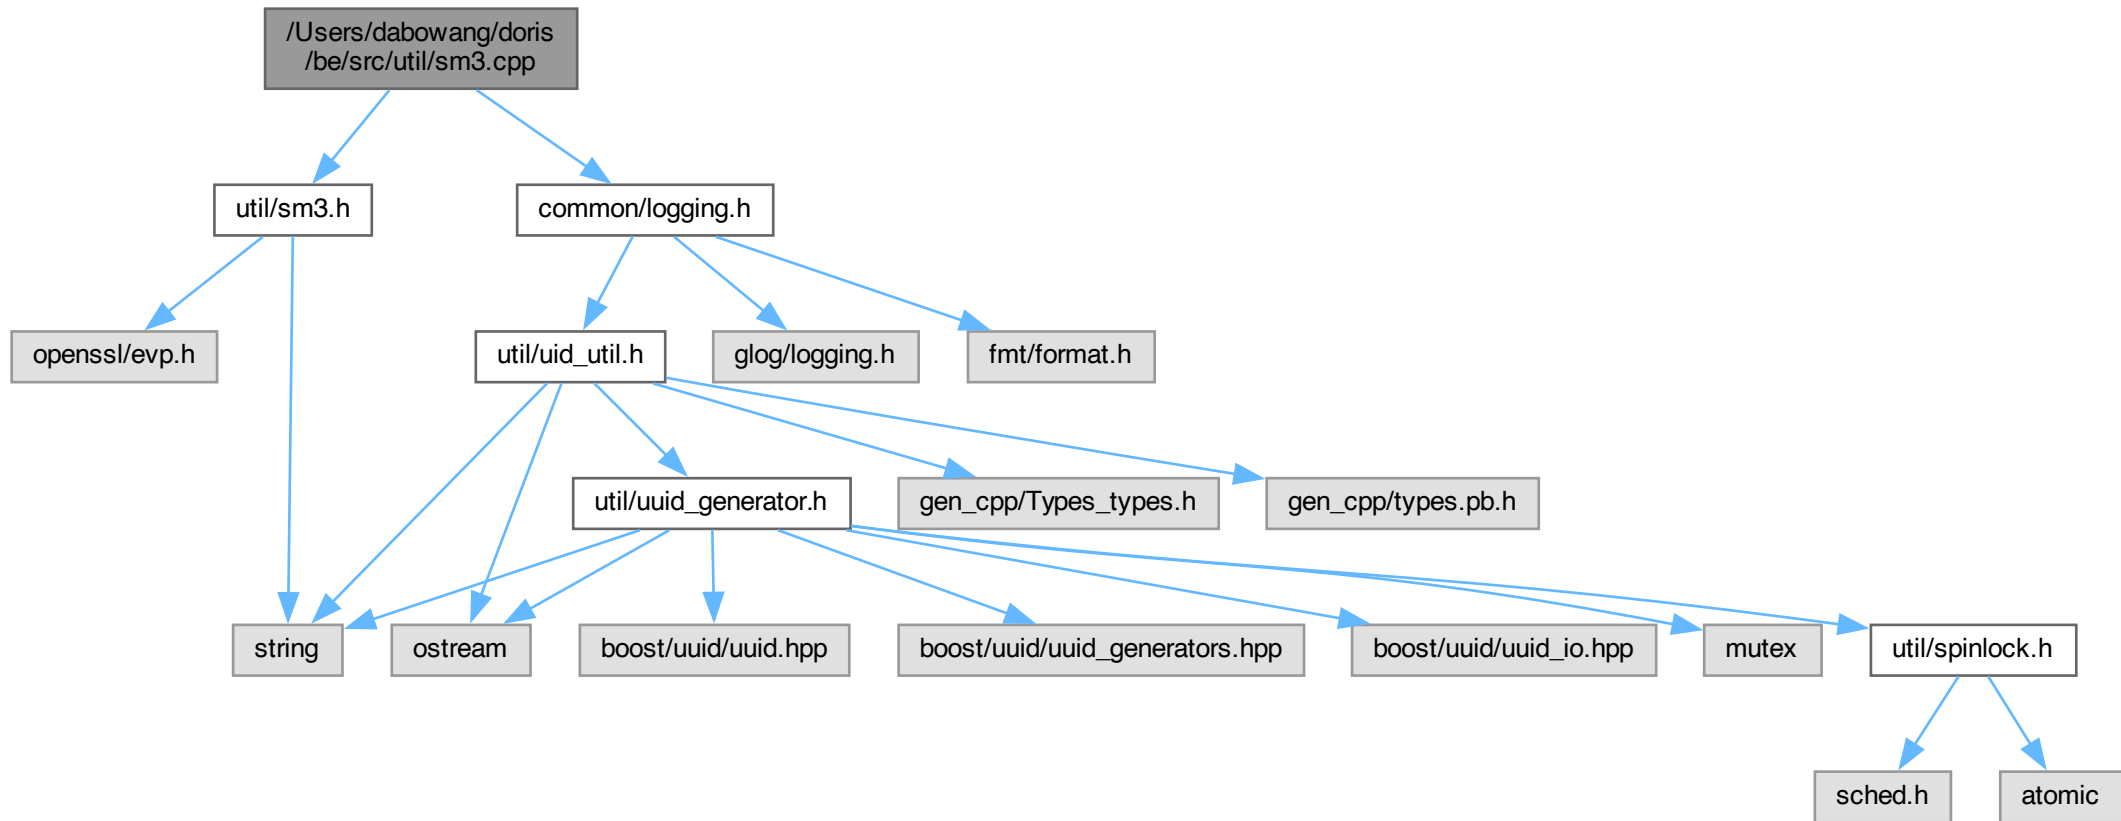 /Users/dabowang/doris
/be/src/util/sm3.cpp
util/sm3.h
common/logging.h
openssl/evp.h
util/uid_util.h
glog/logging.h
fmt/format.h
util/uuid_generator.h
gen_cpp/Types_types.h
gen_cpp/types.pb.h
string
ostream
boost/uuid/uuid.hpp
boost/uuid/uuid_generators.hpp
boost/uuid/uuid_io.hpp
mutex
util/spinlock.h
sched.h
atomic